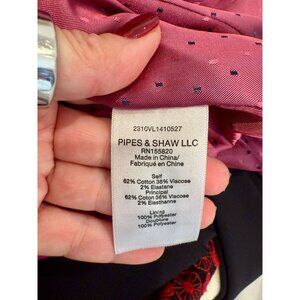 2310VL1410527
PIPES & SHAW LLC
RN155820
Made in China/
Fabriqué en Chine
Self
62% Cotton 36% Viscose
2% Elastane
Principal
62% Cotton 36% Viscose
2% Elasthanne
Lining
100% Polyester
Doublure
100% Polyester